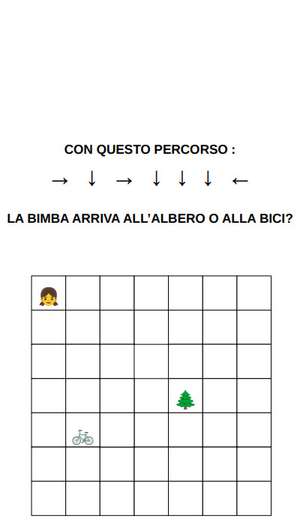 CON QUESTO PERCORSO :
→ ↓ → ↓ ↓ ↓ ←
LA BIMBA ARRIVA ALL’ALBERO O ALLA BICI?